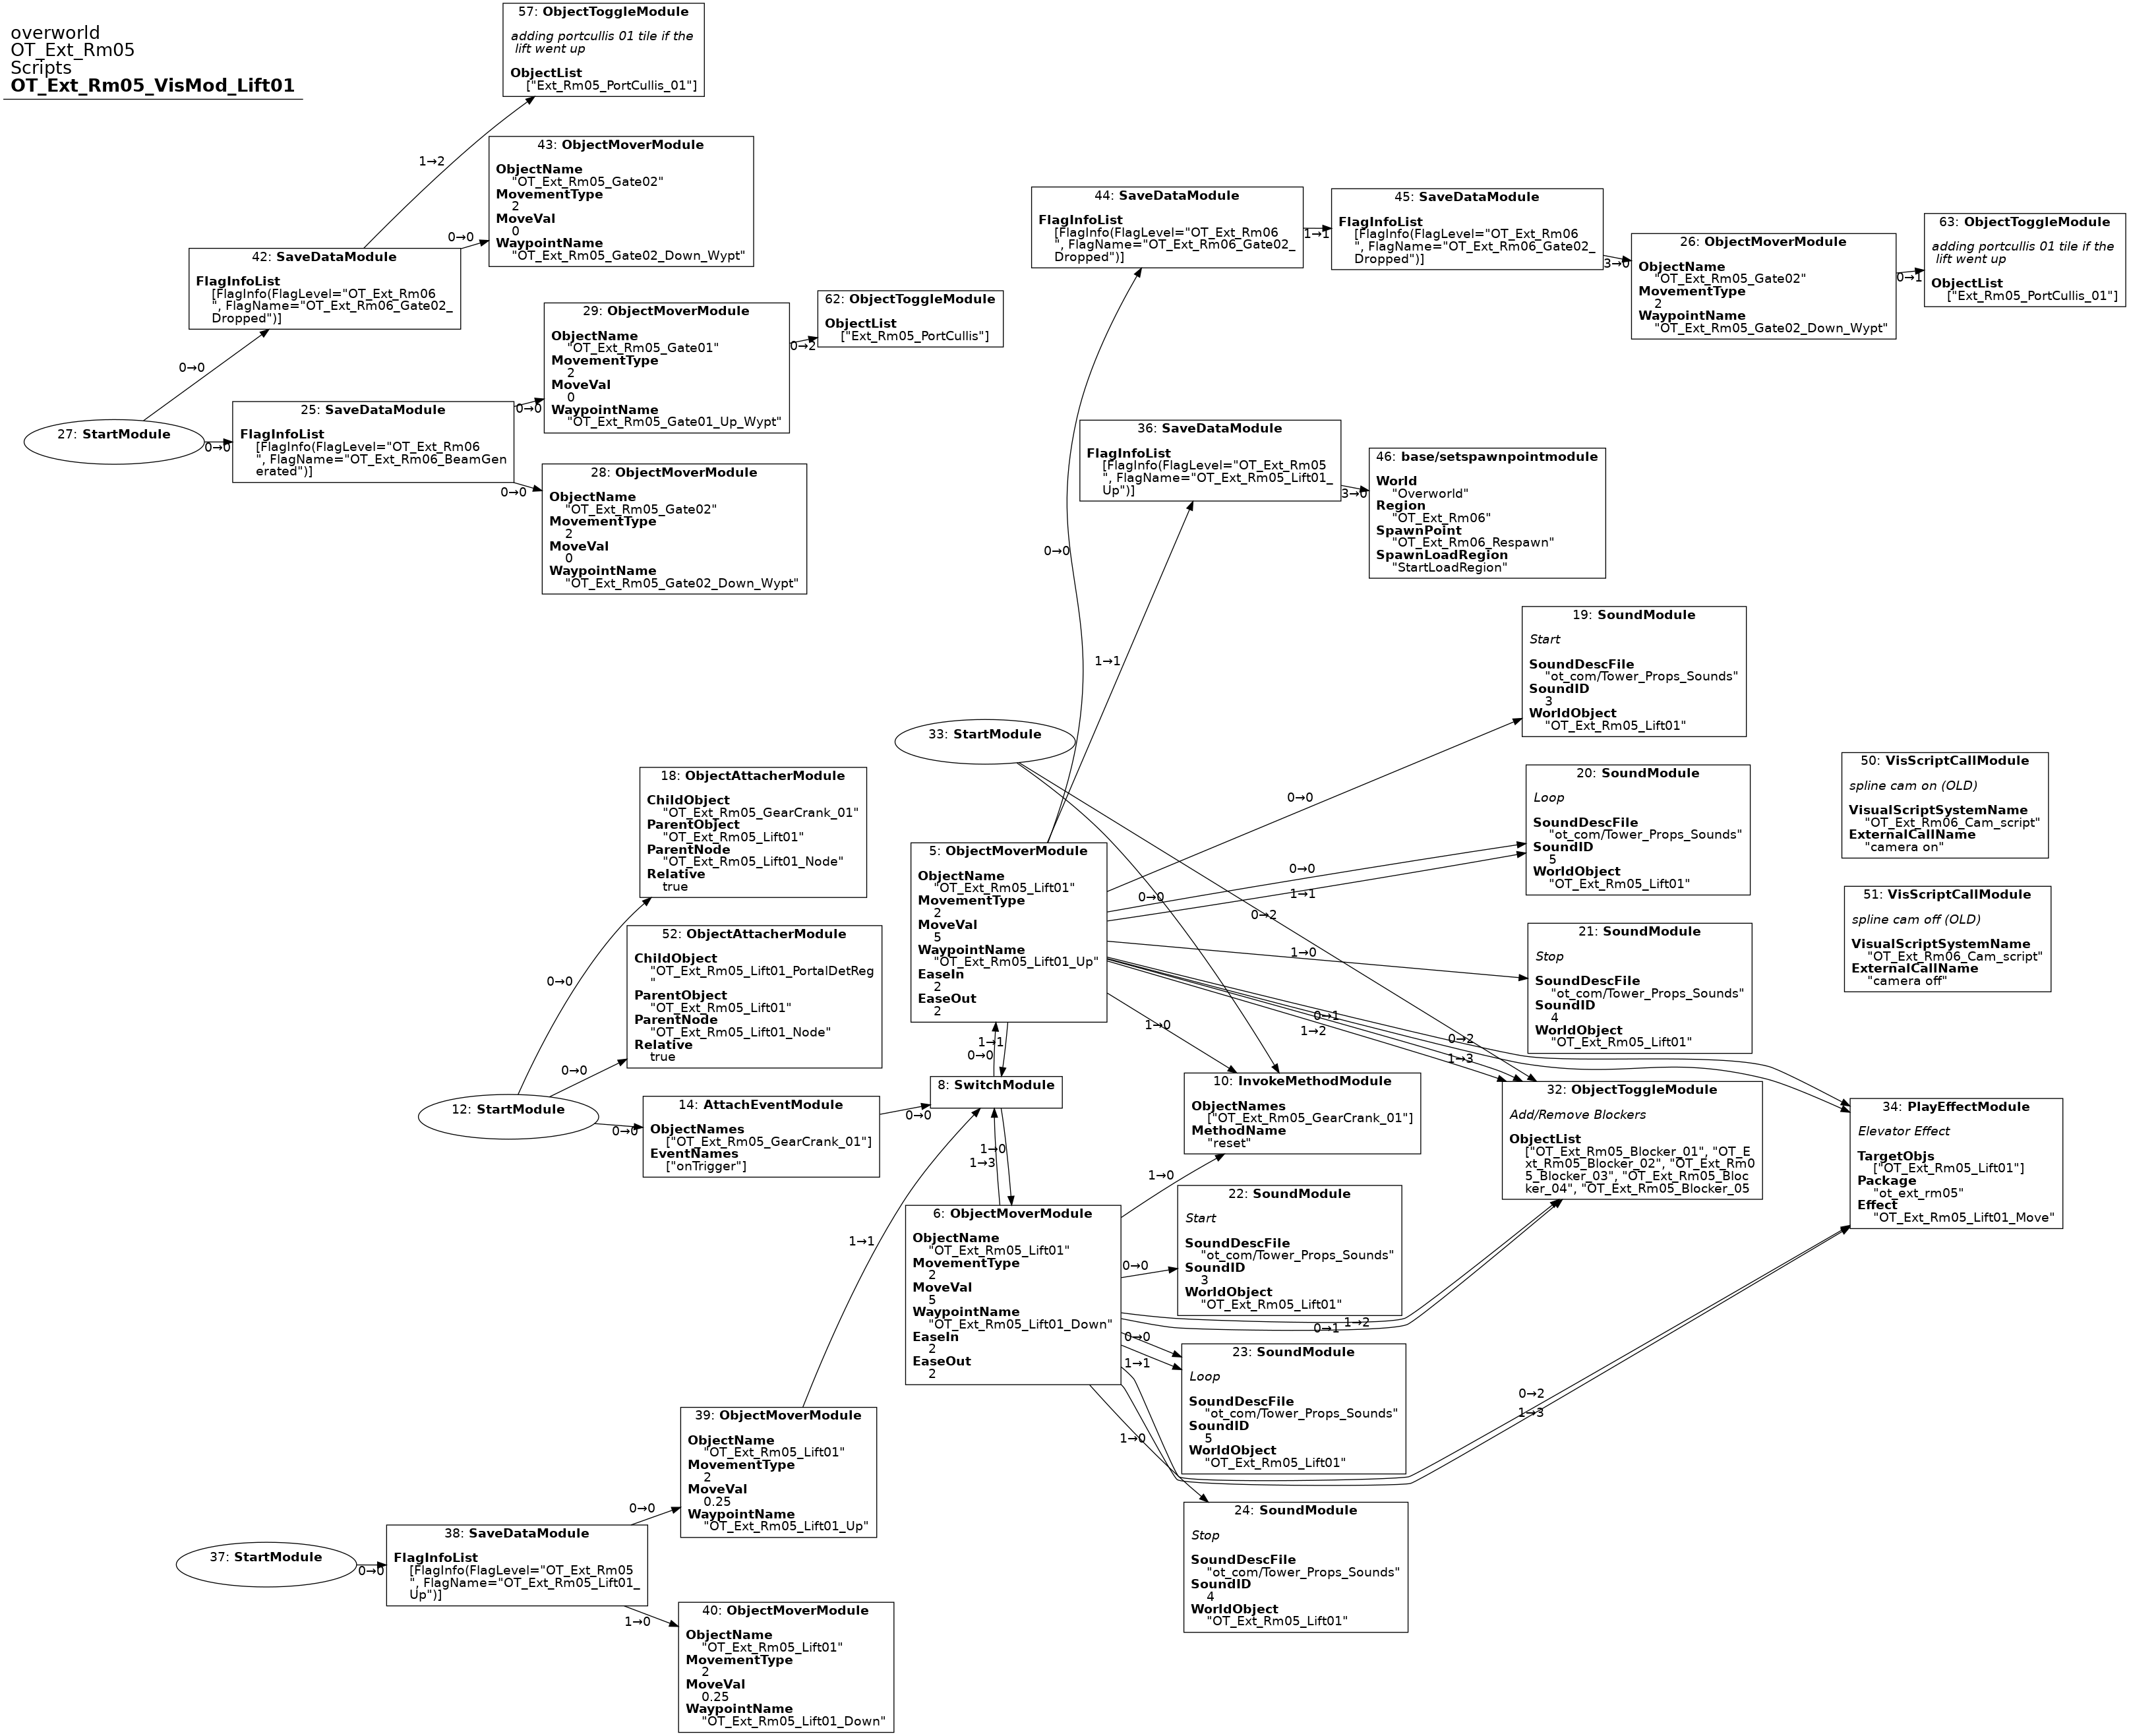 overworld
OT_Ext_Rm05
Scripts
OT_Ext_Rm05_VisMod_Lift01
57: ObjectToggleModule
adding portcullis 01 tile if the
lift went up
ObjectList
["Ext_Rm05_PortCullis_01"]
1→2
43: ObjectMoverModule
ObjectName
"OT_Ext_Rm05_Gate02"
MovementType
2
MoveVal
0
WaypointName
"OT_Ext_Rm05_Gate02_Down_Wypt"
0→0
42: SaveDataModule
FlagInfoList
[FlagInfo(FlagLevel="OT_Ext_Rm06
", FlagName="OT_Ext_Rm06_Gate02_
Dropped")]
0→0
27: StartModule
0→0
25: SaveDataModule
FlagInfoList
[FlagInfo(FlagLevel="OT_Ext_Rm06
", FlagName="OT_Ext_Rm06_BeamGen
erated")]
0→0
0→0
29: ObjectMoverModule
ObjectName
"OT_Ext_Rm05_Gate01"
MovementType
2
MoveVal
0
WaypointName
"OT_Ext_Rm05_Gate01_Up_Wypt"
0→2
62: ObjectToggleModule
ObjectList
["Ext_Rm05_PortCullis"]
28: ObjectMoverModule
ObjectName
"OT_Ext_Rm05_Gate02"
MovementType
2
MoveVal
0
WaypointName
"OT_Ext_Rm05_Gate02_Down_Wypt"
44: SaveDataModule
FlagInfoList
[FlagInfo(FlagLevel="OT_Ext_Rm06
", FlagName="OT_Ext_Rm06_Gate02_
Dropped")]
1→1
45: SaveDataModule
FlagInfoList
[FlagInfo(FlagLevel="OT_Ext_Rm06
", FlagName="OT_Ext_Rm06_Gate02_
Dropped")]
3→0
26: ObjectMoverModule
ObjectName
"OT_Ext_Rm05_Gate02"
MovementType
2
WaypointName
"OT_Ext_Rm05_Gate02_Down_Wypt"
0→1
63: ObjectToggleModule
adding portcullis 01 tile if the
lift went up
ObjectList
["Ext_Rm05_PortCullis_01"]
36: SaveDataModule
FlagInfoList
[FlagInfo(FlagLevel="OT_Ext_Rm05
", FlagName="OT_Ext_Rm05_Lift01_
Up")]
3→0
46: base/setspawnpointmodule
World
"Overworld"
Region
"OT_Ext_Rm06"
SpawnPoint
"OT_Ext_Rm06_Respawn"
SpawnLoadRegion
"StartLoadRegion"
0→0
1→1
33: StartModule
0→0
0→2
19: SoundModule
Start
SoundDescFile
"ot_com/Tower_Props_Sounds"
SoundID
3
WorldObject
"OT_Ext_Rm05_Lift01"
0→0
20: SoundModule
Loop
SoundDescFile
"ot_com/Tower_Props_Sounds"
SoundID
5
WorldObject
"OT_Ext_Rm05_Lift01"
0→0
1→1
21: SoundModule
Stop
SoundDescFile
"ot_com/Tower_Props_Sounds"
SoundID
4
WorldObject
"OT_Ext_Rm05_Lift01"
1→0
50: VisScriptCallModule
spline cam on (OLD)
VisualScriptSystemName
"OT_Ext_Rm06_Cam_script"
ExternalCallName
"camera on"
51: VisScriptCallModule
spline cam off (OLD)
VisualScriptSystemName
"OT_Ext_Rm06_Cam_script"
ExternalCallName
"camera off"
18: ObjectAttacherModule
ChildObject
"OT_Ext_Rm05_GearCrank_01"
ParentObject
"OT_Ext_Rm05_Lift01"
ParentNode
"OT_Ext_Rm05_Lift01_Node"
Relative
true
0→0
52: ObjectAttacherModule
ChildObject
"OT_Ext_Rm05_Lift01_PortalDetReg
"
ParentObject
"OT_Ext_Rm05_Lift01"
ParentNode
"OT_Ext_Rm05_Lift01_Node"
Relative
true
0→0
12: StartModule
0→0
14: AttachEventModule
ObjectNames
["OT_Ext_Rm05_GearCrank_01"]
EventNames
["onTrigger"]
0→0
5: ObjectMoverModule
ObjectName
"OT_Ext_Rm05_Lift01"
MovementType
2
MoveVal
5
WaypointName
"OT_Ext_Rm05_Lift01_Up"
EaseIn
2
EaseOut
2
1→1
0→0
8: SwitchModule
1→0
1→3
1→0
0→1
1→2
0→2
1→3
10: InvokeMethodModule
ObjectNames
["OT_Ext_Rm05_GearCrank_01"]
MethodName
"reset"
32: ObjectToggleModule
Add/Remove Blockers
ObjectList
["OT_Ext_Rm05_Blocker_01", "OT_E
xt_Rm05_Blocker_02", "OT_Ext_Rm0
5_Blocker_03", "OT_Ext_Rm05_Bloc
ker_04", "OT_Ext_Rm05_Blocker_05
34: PlayEffectModule
Elevator Effect
TargetObjs
["OT_Ext_Rm05_Lift01"]
Package
"ot_ext_rm05"
Effect
"OT_Ext_Rm05_Lift01_Move"
6: ObjectMoverModule
ObjectName
"OT_Ext_Rm05_Lift01"
MovementType
2
MoveVal
5
WaypointName
"OT_Ext_Rm05_Lift01_Down"
EaseIn
2
EaseOut
2
1→0
0→0
22: SoundModule
Start
SoundDescFile
"ot_com/Tower_Props_Sounds"
SoundID
3
WorldObject
"OT_Ext_Rm05_Lift01"
1→2
0→1
0→0
1→1
23: SoundModule
Loop
SoundDescFile
"ot_com/Tower_Props_Sounds"
SoundID
5
WorldObject
"OT_Ext_Rm05_Lift01"
0→2
1→3
1→0
24: SoundModule
Stop
SoundDescFile
"ot_com/Tower_Props_Sounds"
SoundID
4
WorldObject
"OT_Ext_Rm05_Lift01"
1→1
39: ObjectMoverModule
ObjectName
"OT_Ext_Rm05_Lift01"
MovementType
2
MoveVal
0.25
WaypointName
"OT_Ext_Rm05_Lift01_Up"
0→0
37: StartModule
0→0
38: SaveDataModule
FlagInfoList
[FlagInfo(FlagLevel="OT_Ext_Rm05
", FlagName="OT_Ext_Rm05_Lift01_
Up")]
1→0
40: ObjectMoverModule
ObjectName
"OT_Ext_Rm05_Lift01"
MovementType
2
MoveVal
0.25
WaypointName
"OT_Ext_Rm05_Lift01_Down"